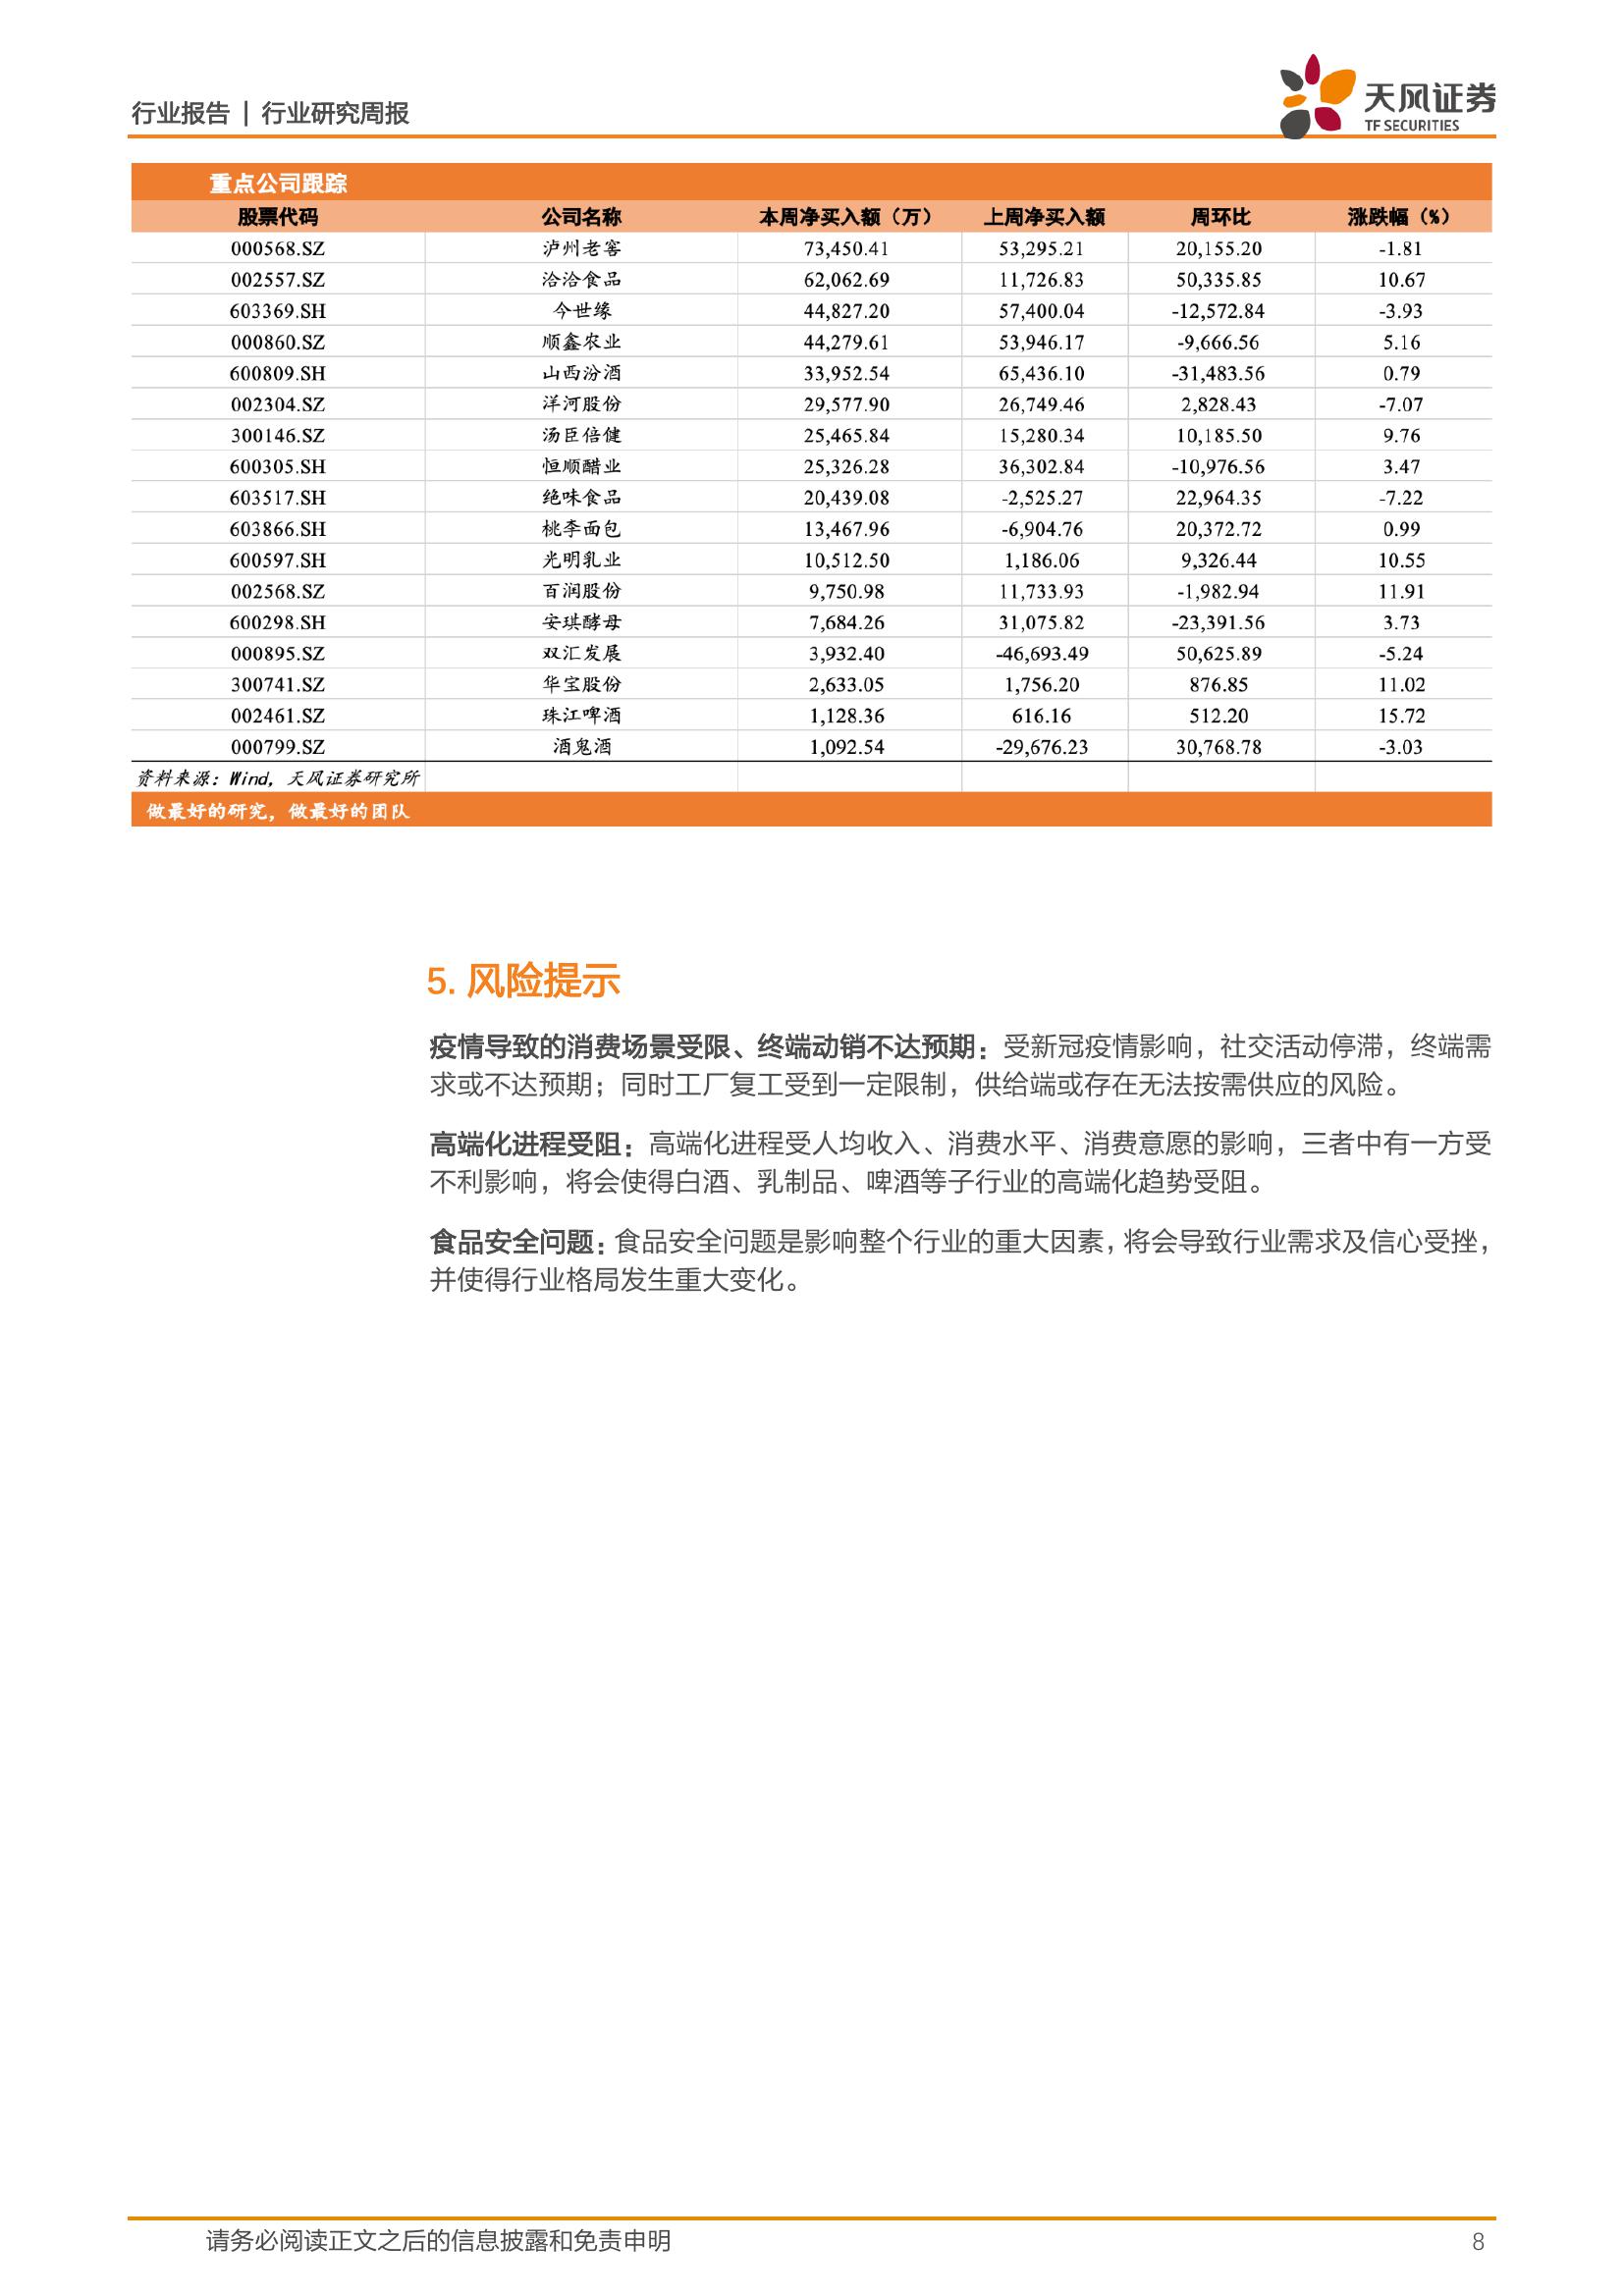 行业报告 | 行业研究周报
天风证券
TF SECURITIES
重点公司跟踪
股票代码 公司名称 本周净买入额（万） 上周净买入额 周环比 涨跌幅（%）
000568.SZ 泸州老窖 73,450.41 53,295.21 20,155.20 -1.81
002557.SZ 洽洽食品 62,062.69 11,726.83 50,335.85 10.67
603369.SH 今世缘 44,827.20 57,400.04 -12,572.84 -3.93
000860.SZ 顺鑫农业 44,279.61 53,946.17 -9,666.56 5.16
600809.SH 山西汾酒 33,952.54 65,436.10 -31,483.56 0.79
002304.SZ 洋河股份 29,577.90 26,749.46 2,828.43 -7.07
300146.SZ 汤臣倍健 25,465.84 15,280.34 10,185.50 9.76
600305.SH 恒顺醋业 25,326.28 36,302.84 -10,976.56 3.47
603517.SH 绝味食品 20,439.08 -2,525.27 22,964.35 -7.22
603866.SH 桃李面包 13,467.96 -6,904.76 20,372.72 0.99
600597.SH 光明乳业 10,512.50 1,186.06 9,326.44 10.55
002568.SZ 百润股份 9,750.98 11,733.93 -1,982.94 11.91
600298.SH 安琪酵母 7,684.26 31,075.82 -23,391.56 3.73
000895.SZ 双汇发展 3,932.40 -46,693.49 50,625.89 -5.24
300741.SZ 华宝股份 2,633.05 1,756.20 876.85 11.02
002461.SZ 珠江啤酒 1,128.36 616.16 512.20 15.72
000799.SZ 酒鬼酒 1,092.54 -29,676.23 30,768.78 -3.03
资料来源：Wind，天风证券研究所
做最好的研究，做最好的团队
5. 风险提示
疫情导致的消费场景受限、终端动销不达预期：受新冠疫情影响，社交活动停滞，终端需
求或不达预期；同时工厂复工受到一定限制，供给端或存在无法按需供应的风险。
高端化进程受阻：高端化进程受人均收入、消费水平、消费意愿的影响，三者中有一方受
不利影响，将会使得白酒、乳制品、啤酒等子行业的高端化趋势受阻。
食品安全问题：食品安全问题是影响整个行业的重大因素，将会导致行业需求及信心受挫，
并使得行业格局发生重大变化。
请务必阅读正文之后的信息披露和免责申明 8